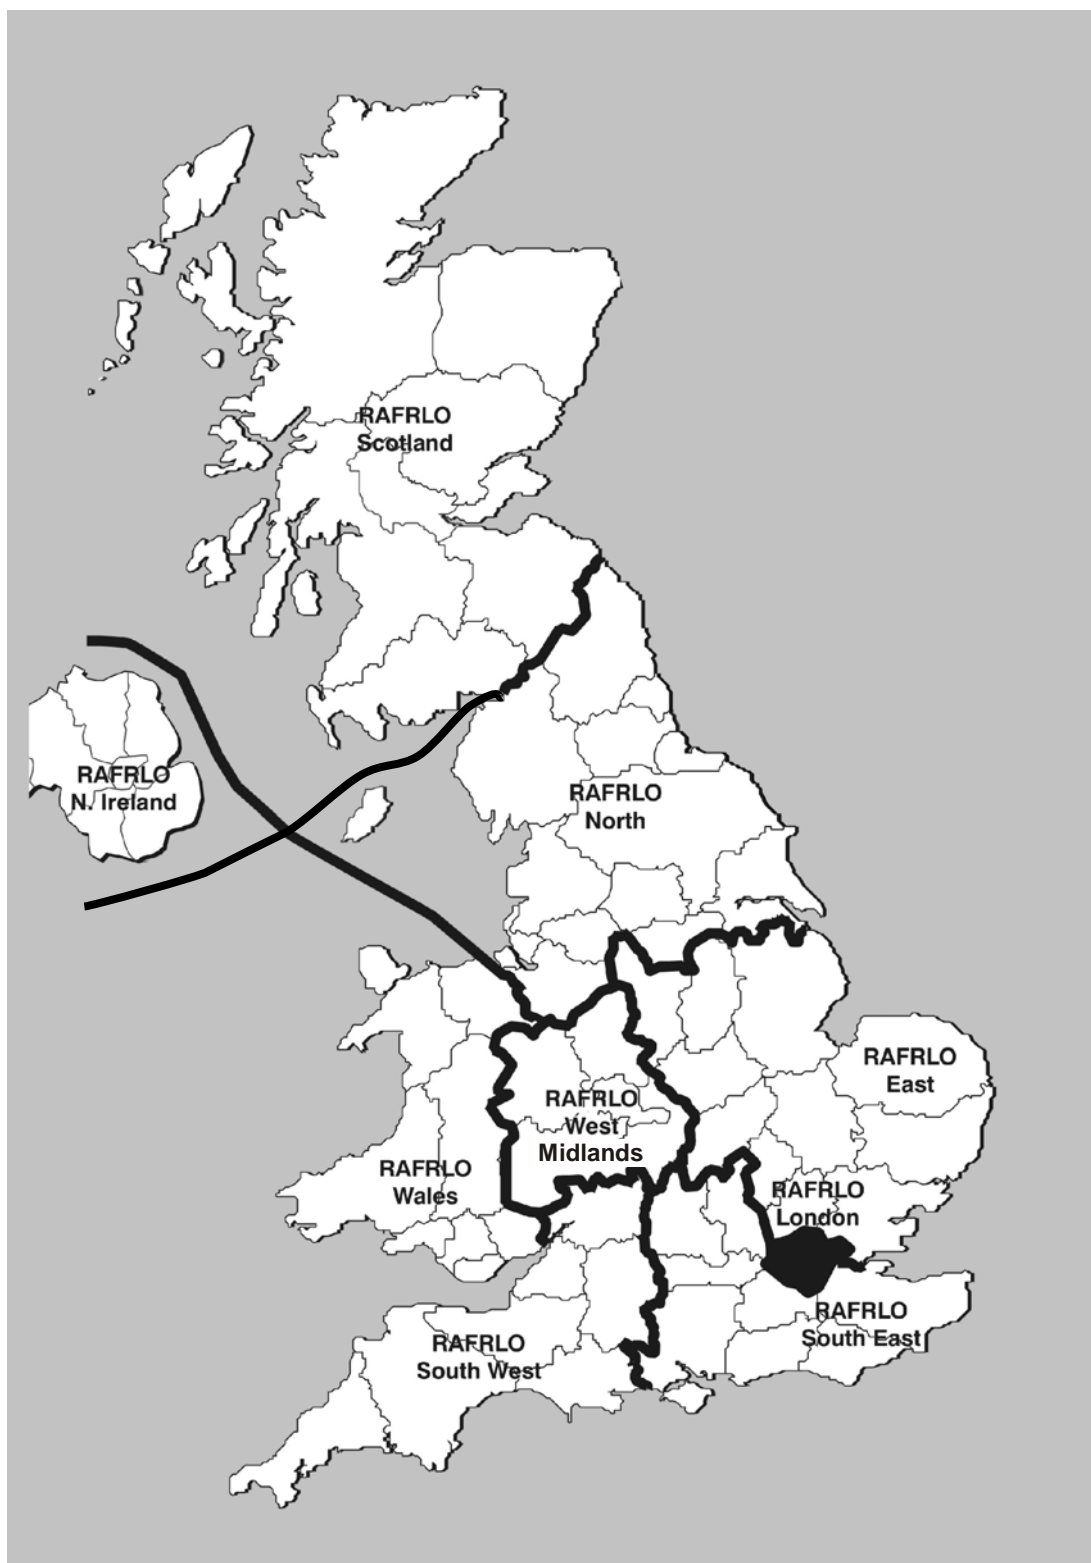 RAFRLO
Scotland
RAFRLO
N. Ireland
RAFRLO
North
RAFRLO
East
RAFRLO
West
Midlands
RAFRLO
Wales
RAFRLO
London
RAFRLO
South East
RAFRLO
South West